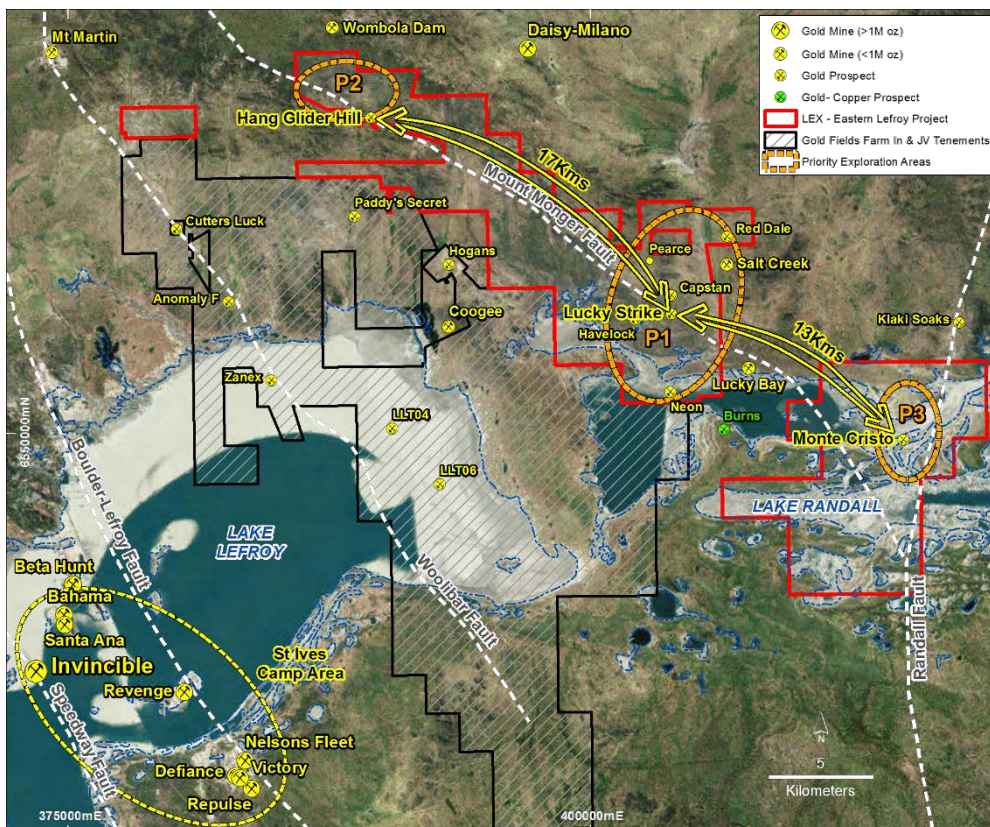 Mt Martin
Wombola Dam
Daisy-Milano
Gold Mine (>1M oz)
Gold Mine (<1M oz)
Gold Prospect
Gold- Copper Prospect
LEX - Eastern Lefroy Project
Gold Fields Farm In & JV Tenements
Priority Exploration Areas
P2
Hang Glider Hill
17Kms
Mount Monger Fault
Paddy's Secret
Cutters Luck
Hogans
Red Dale
Pearce
Salt Creek
Anomaly F
Capstan
Coogee
Lucky Strike
Havelock
P1
13Kms
Kiaki Soaks
Zanex
Lucky Bay
Neon
LLT04
Burns
P3
Monte Cristo
6550000mN
Boulder-Lefroy Fault
LLT06
LAKE RANDALL
LAKE
LEFROY
Woolibar Fault
Randall Fault
Beta Hunt
Bahama
Santa Ana
St Ives
Camp Area
Invincible
Revenge
Speedway Fault
Nelsons Fleet
Defiance
Victory
Repulse
N
5
Kilometers
375000mE
400000mE